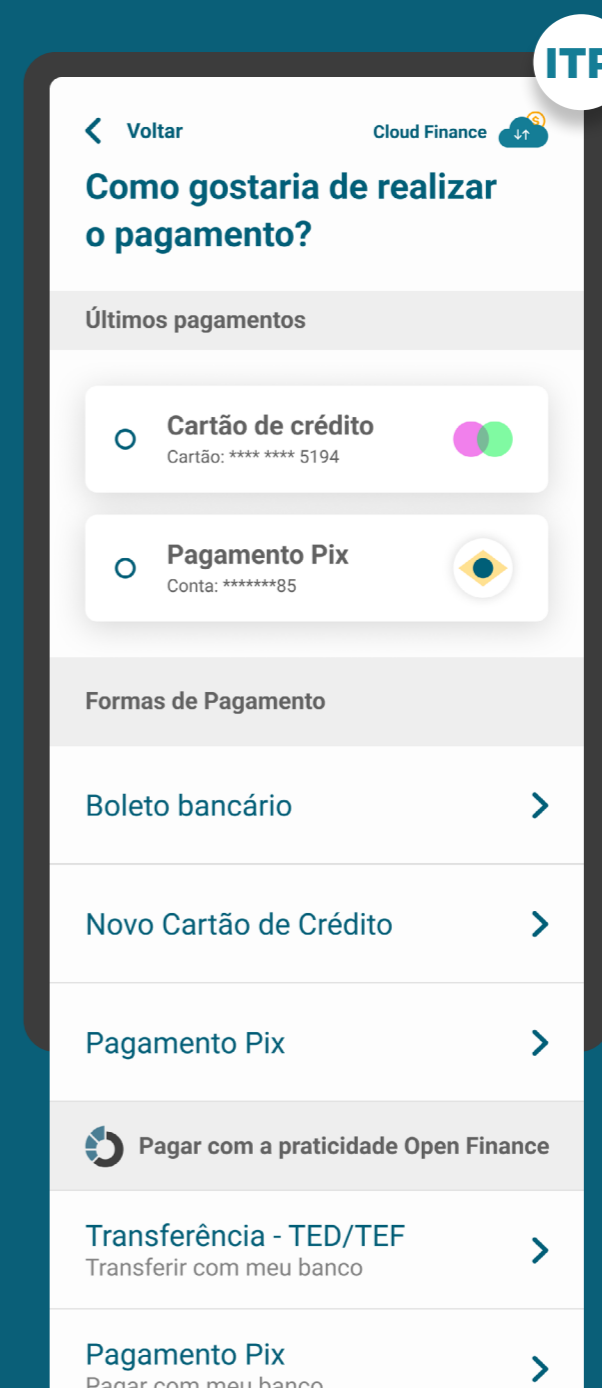 ITP
Voltar
Cloud Finance
$
Como gostaria de realizar
o pagamento?
Últimos pagamentos
Cartão de crédito
Cartão: **** **** 5194
Pagamento Pix
Conta: *******85
Formas de Pagamento
Boleto bancário
Novo Cartão de Crédito
Pagamento Pix
Pagar com a praticidade Open Finance
Transferência - TED/TEF
Transferir com meu banco
Pagamento Pix
Pagar com meu banco